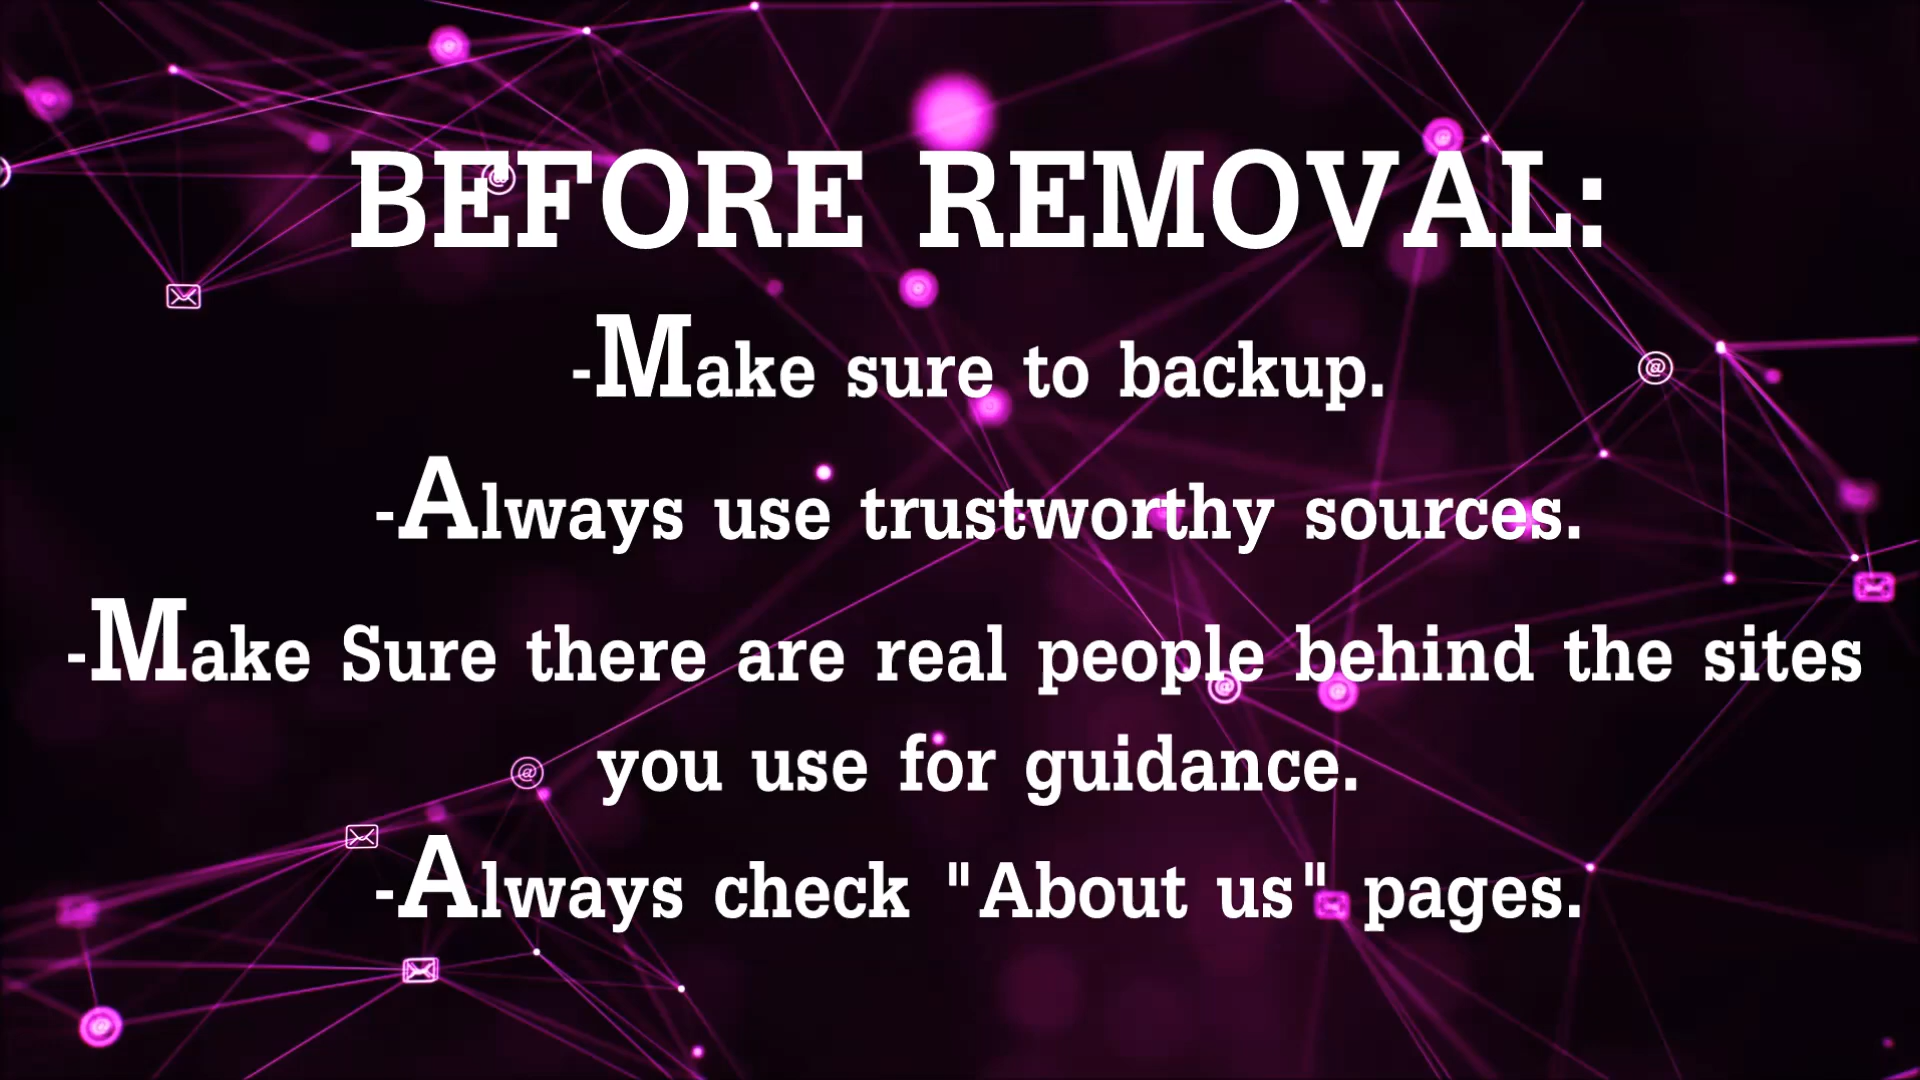 BEFORE REMOVAL:
-Make sure to backup.
-Always use trustworthy sources.
-Make Sure there are real people behind the sites
you use for guidance.
-Always check "About us" pages.